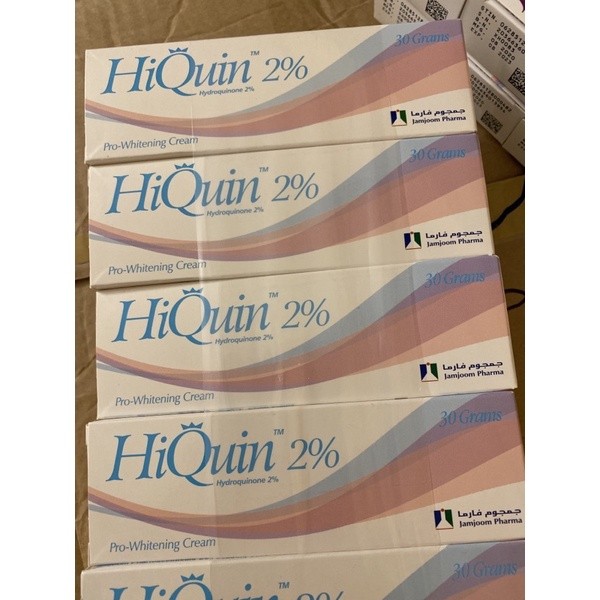 30 Grams
HiQuin™ 2%
Hydroquinone 2%
جمجوم فارما
Jamjoom Pharma
Pro-Whitening Cream
30 Grams
HiQuin™ 2%
Hydroquinone 2%
جمجوم فارما
Jamjoom Pharma
Pro-Whitening Cream
30 Grams
HiQuin™ 2%
Hydroquinone 2%
جمجوم فارما
Jamjoom Pharma
Pro-Whitening Cream
30 Grams
HiQuin™ 2%
Hydroquinone 2%
جمجوم فارما
Jamjoom Pharma
Pro-Whitening Cream
30 Grams
HiQuin™ 2%